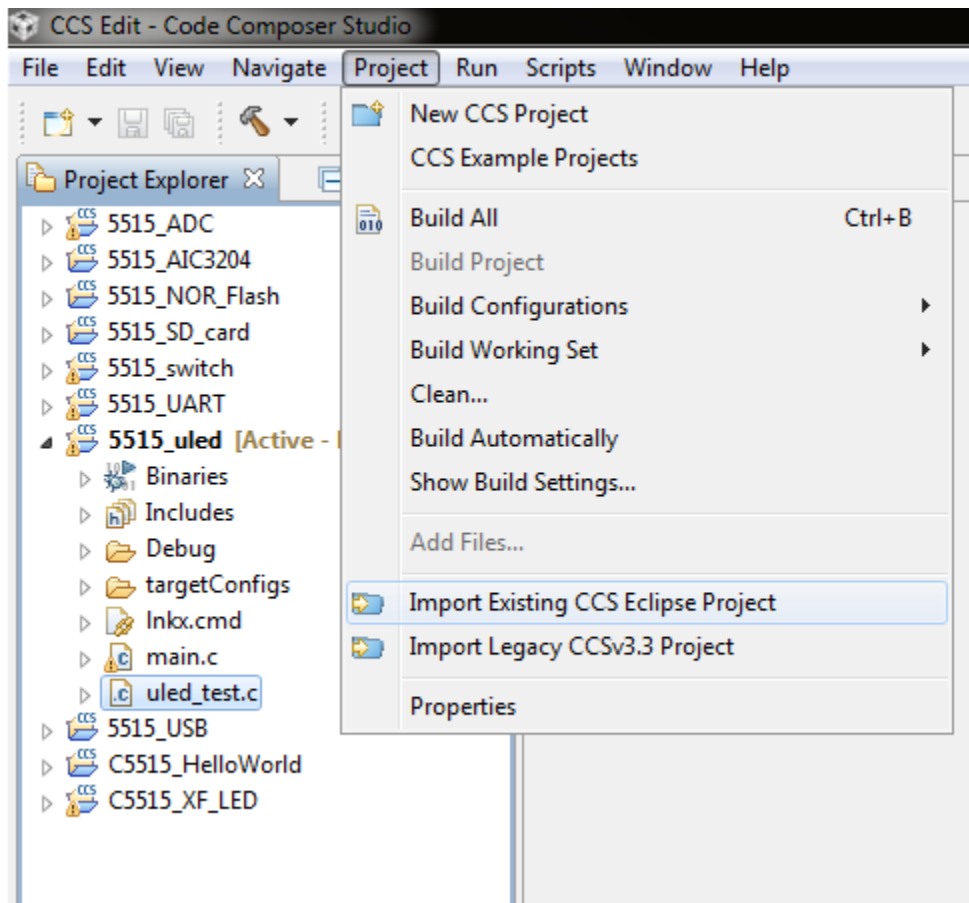 CCS Edit - Code Composer Studio
File Edit View Navigate Project Run Scripts Window Help
Project Explorer
5515_ADC
5515_AIC3204
5515_NOR_Flash
5515_SD_card
5515_switch
5515_UART
5515_uled [Active -
Binaries
Includes
Debug
targetConfigs
lnkx.cmd
main.c
uled_test.c
5515_USB
C5515_HelloWorld
C5515_XF_LED
New CCS Project
CCS Example Projects
Build All Ctrl+B
Build Project
Build Configurations
Build Working Set
Clean...
Build Automatically
Show Build Settings...
Add Files...
Import Existing CCS Eclipse Project
Import Legacy CCSv3.3 Project
Properties